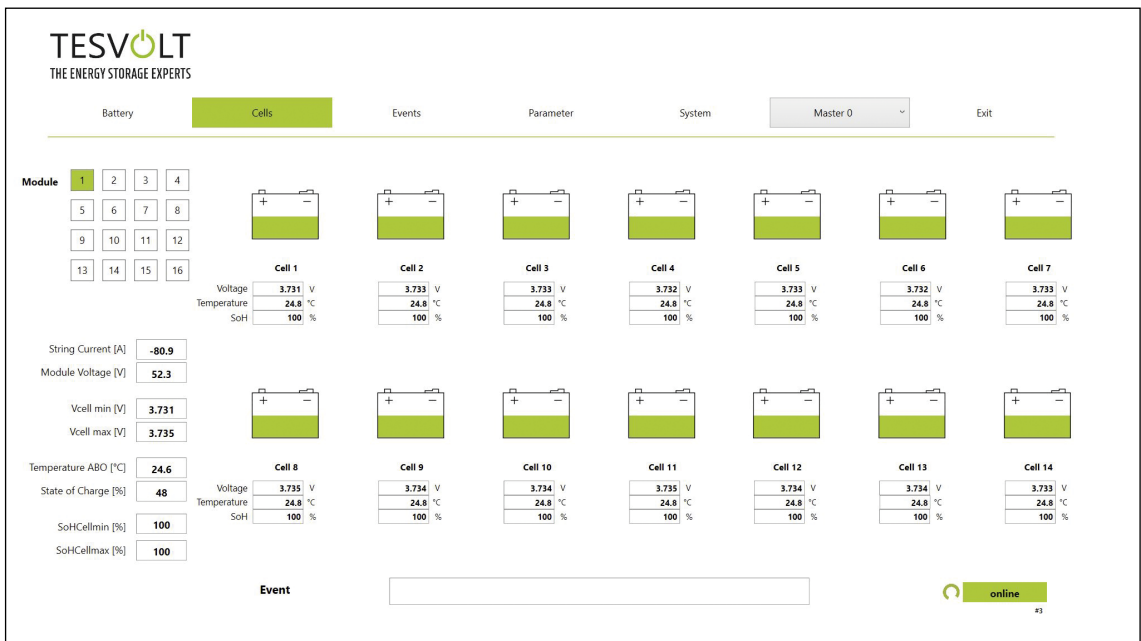 TESVOLT
THE ENERGY STORAGE EXPERTS
Battery Cells Events Parameter System Master 0 Exit
Module 1 2 3 4
5 6 7 8
9 10 11 12
13 14 15 16
+ − + − + − + − + − + − + −
Cell 1 Cell 2 Cell 3 Cell 4 Cell 5 Cell 6 Cell 7
Voltage 3.731 V 3.733 V 3.733 V 3.732 V 3.733 V 3.732 V 3.733 V
Temperature 24.8 °C 24.8 °C 24.8 °C 24.8 °C 24.8 °C 24.8 °C 24.8 °C
SoH 100 % 100 % 100 % 100 % 100 % 100 % 100 %
String Current [A] -80.9
Module Voltage [V] 52.3
Vcell min [V] 3.731
Vcell max [V] 3.735
Temperature ABO [°C] 24.6
State of Charge [%] 48
SoHCellmin [%] 100
SoHCellmax [%] 100
+ − + − + − + − + − + − + −
Cell 8 Cell 9 Cell 10 Cell 11 Cell 12 Cell 13 Cell 14
Voltage 3.735 V 3.734 V 3.734 V 3.735 V 3.734 V 3.734 V 3.733 V
Temperature 24.8 °C 24.8 °C 24.8 °C 24.8 °C 24.8 °C 24.8 °C 24.8 °C
SoH 100 % 100 % 100 % 100 % 100 % 100 % 100 %
Event
online
#3